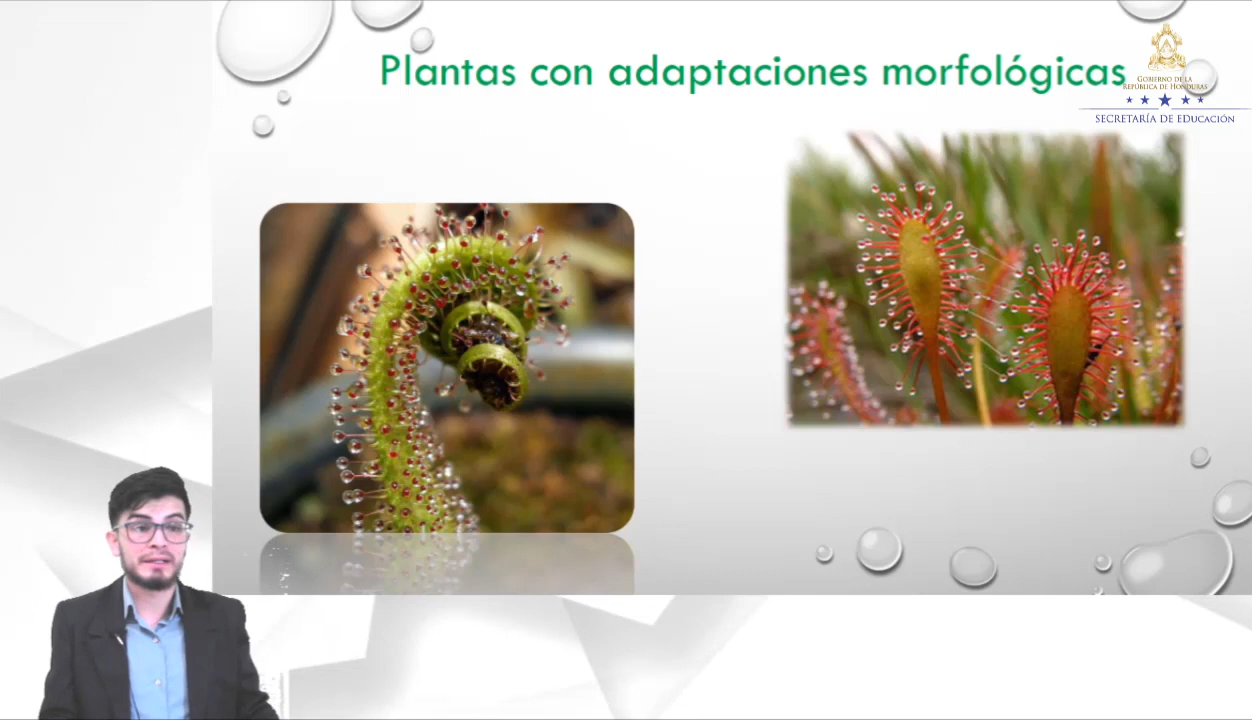 Plantas con adaptaciones morfológicas
GOBIERNO DE LA
REPÚBLICA DE HONDURAS
SECRETARÍA DE EDUCACIÓN